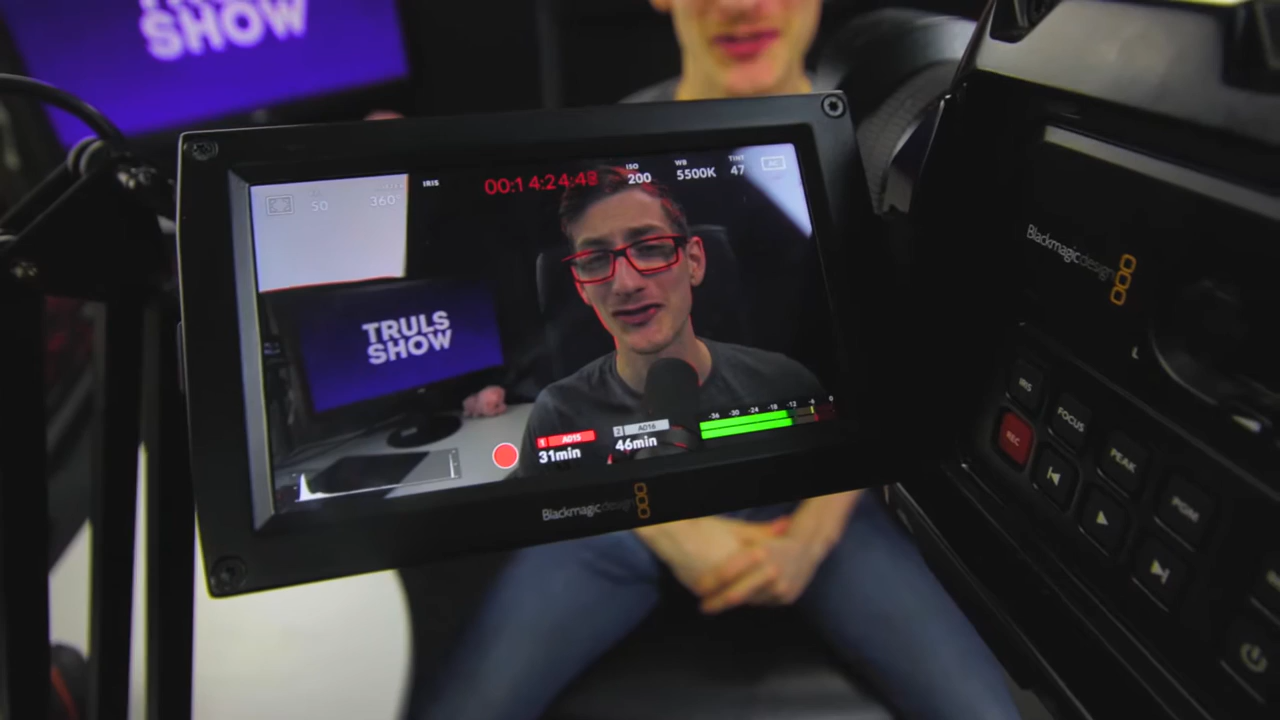 SHOW
50
360°
IRIS
00:14:24:48
ISO
200
WB
5500K
TINT
47
AC
TRULS
SHOW
1 A015
31min
2 A016
46min
-36 -30 -24 -18 -12 -6 0
Blackmagicdesign
Blackmagicdesign
L
IRIS
REC
FOCUS
PEAK
PGM